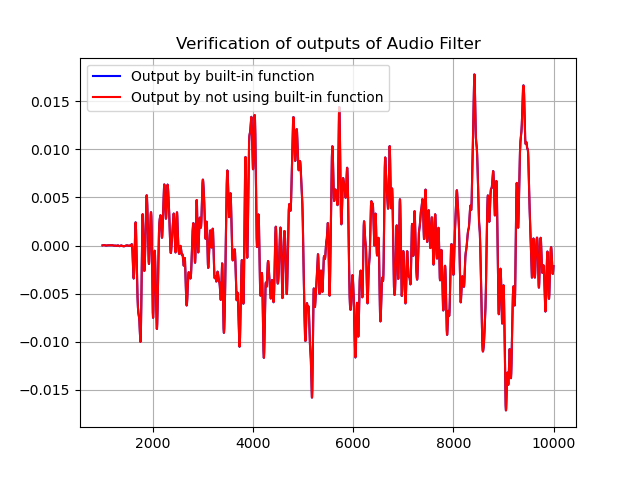 Verification of outputs of Audio Filter
Output by built-in function
Output by not using built-in function
0.015
0.010
0.005
0.000
−0.005
−0.010
−0.015
2000 4000 6000 8000 10000